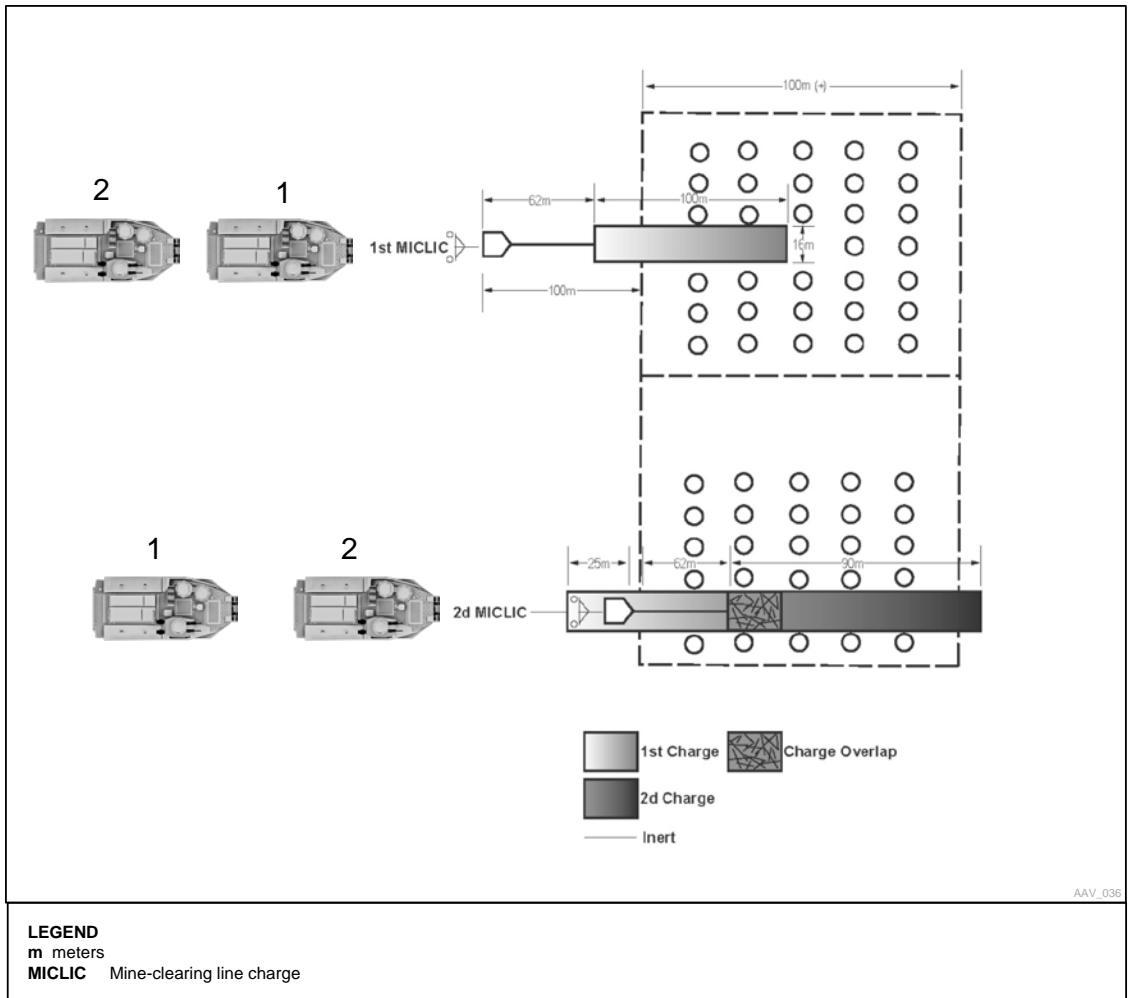 100m (+)
2
1
62m
100m
1st MICLIC
16m
100m
1
2
25m
62m
90m
2d MICLIC
1st Charge
Charge Overlap
2d Charge
Inert
AAV_036
LEGEND
m meters
MICLIC Mine-clearing line charge